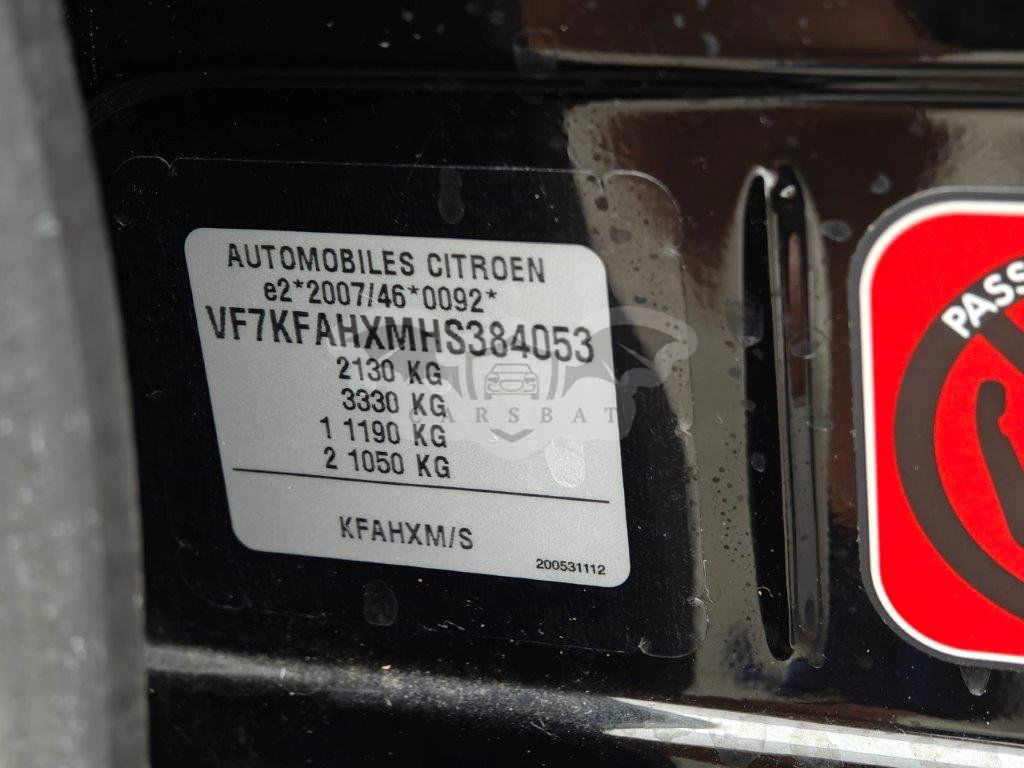 AUTOMOBILES CITROEN
e2*2007/46*0092*
VF7KFAHXMHS384053
2130 KG
3330 KG
1 1190 KG
2 1050 KG
KFAHXM/S
200531112
CARSBAT
PASS